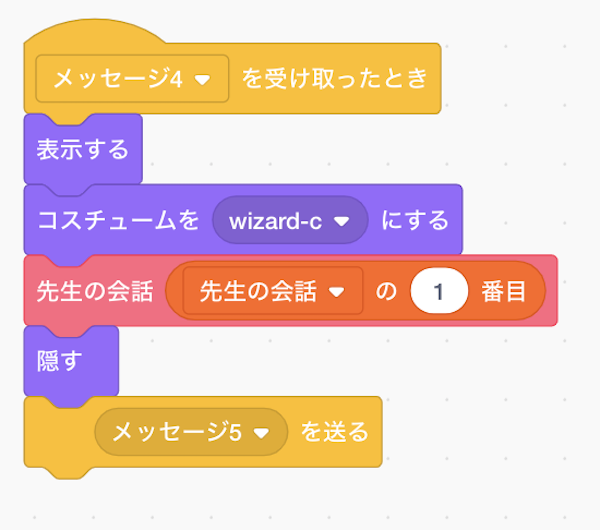 メッセージ4 を受け取ったとき
表示する
コスチュームを wizard-c にする
先生の会話 先生の会話 の 1 番目
隠す
メッセージ5 を送る